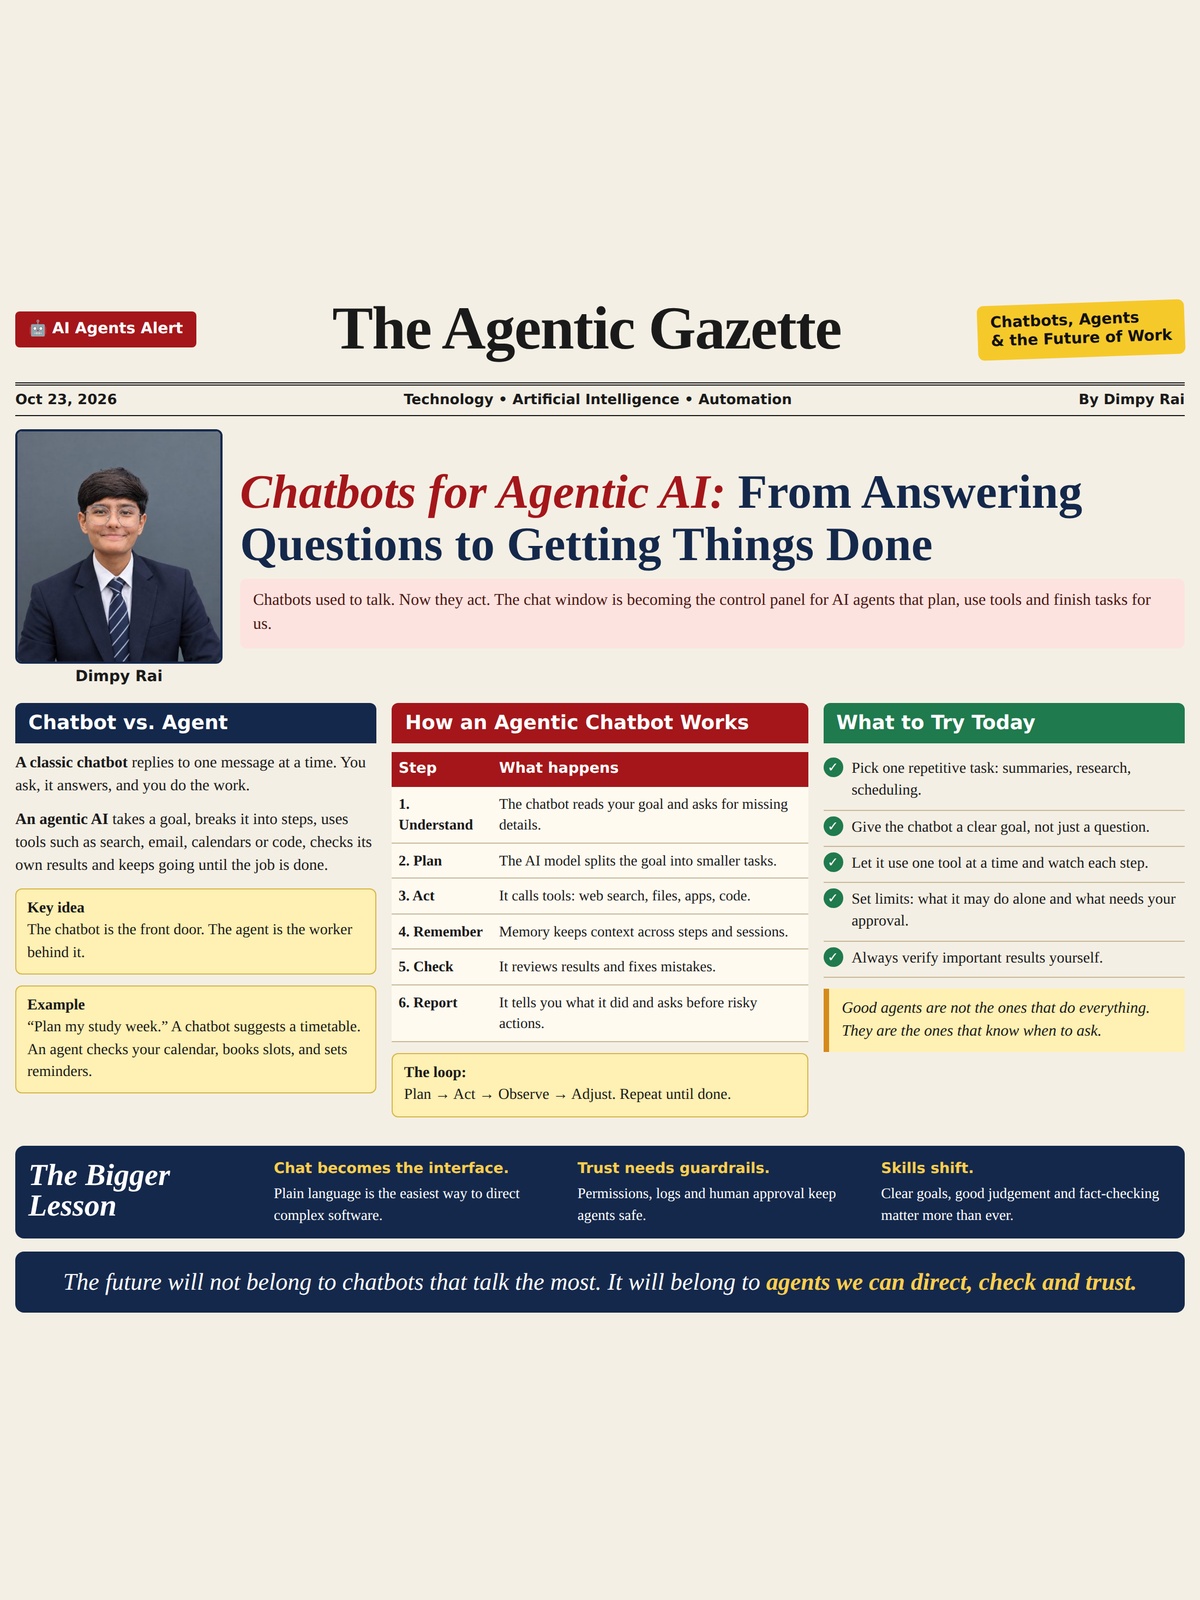 🤖 AI Agents Alert
The Agentic Gazette
Chatbots, Agents
& the Future of Work
Oct 23, 2026
Technology • Artificial Intelligence • Automation
By Dimpy Rai
Chatbots for Agentic AI: From Answering
Questions to Getting Things Done
Chatbots used to talk. Now they act. The chat window is becoming the control panel for AI agents that plan, use tools and finish tasks for
us.
Dimpy Rai
Chatbot vs. Agent
A classic chatbot replies to one message at a time. You
ask, it answers, and you do the work.
An agentic AI takes a goal, breaks it into steps, uses
tools such as search, email, calendars or code, checks its
own results and keeps going until the job is done.
Key idea
The chatbot is the front door. The agent is the worker
behind it.
Example
“Plan my study week.” A chatbot suggests a timetable.
An agent checks your calendar, books slots, and sets
reminders.
How an Agentic Chatbot Works
Step What happens
1.
Understand
The chatbot reads your goal and asks for missing
details.
2. Plan The AI model splits the goal into smaller tasks.
3. Act It calls tools: web search, files, apps, code.
4. Remember Memory keeps context across steps and sessions.
5. Check It reviews results and fixes mistakes.
6. Report It tells you what it did and asks before risky
actions.
The loop:
Plan → Act → Observe → Adjust. Repeat until done.
What to Try Today
✓ Pick one repetitive task: summaries, research,
scheduling.
✓ Give the chatbot a clear goal, not just a question.
✓ Let it use one tool at a time and watch each step.
✓ Set limits: what it may do alone and what needs your
approval.
✓ Always verify important results yourself.
Good agents are not the ones that do everything.
They are the ones that know when to ask.
The Bigger
Lesson
Chat becomes the interface.
Plain language is the easiest way to direct
complex software.
Trust needs guardrails.
Permissions, logs and human approval keep
agents safe.
Skills shift.
Clear goals, good judgement and fact-checking
matter more than ever.
The future will not belong to chatbots that talk the most. It will belong to agents we can direct, check and trust.